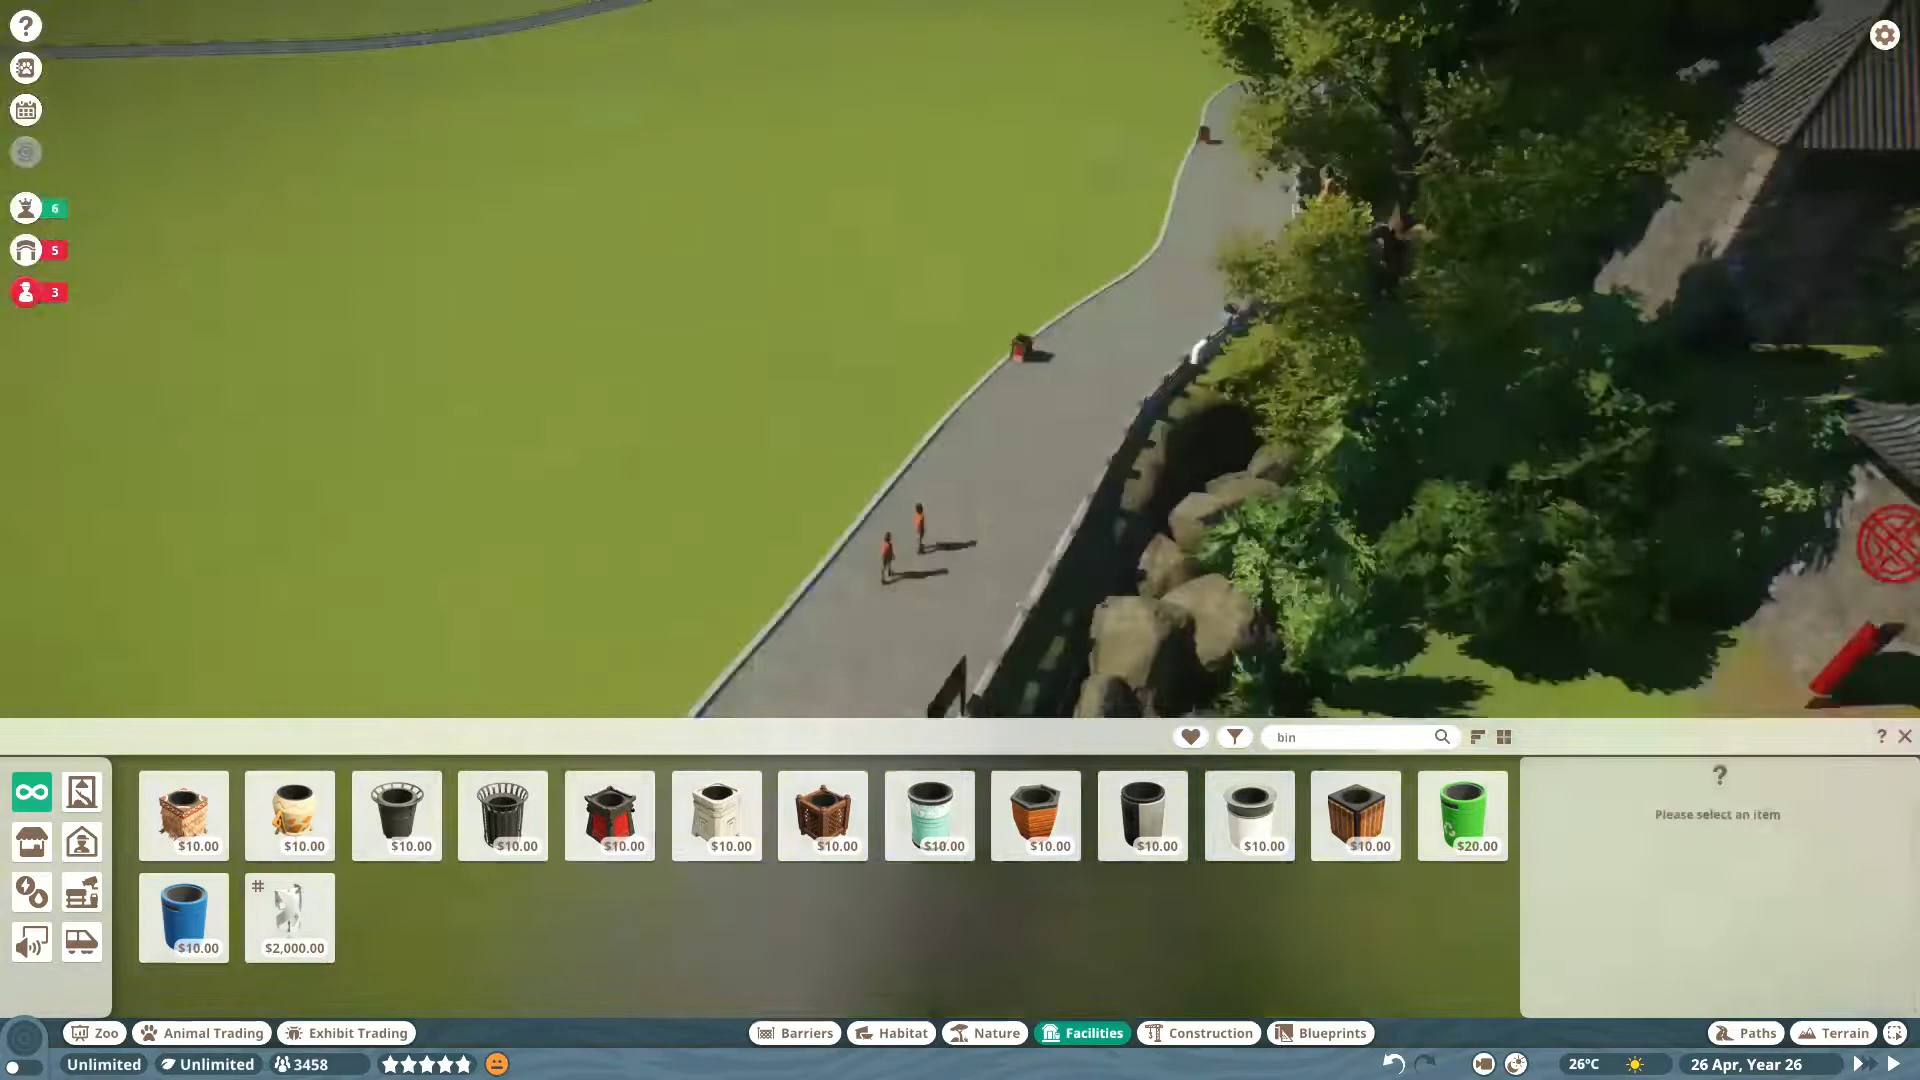 ?
6
5
3
bin
?
$10.00 $10.00 $10.00 $10.00 $10.00 $10.00 $10.00 $10.00 $10.00 $10.00 $10.00 $10.00 $20.00
?
Please select an item
#
$10.00 $2,000.00
Zoo Animal Trading Exhibit Trading Barriers Habitat Nature Facilities Construction Blueprints Paths Terrain
Unlimited Unlimited 3458 26°C 26 Apr, Year 26